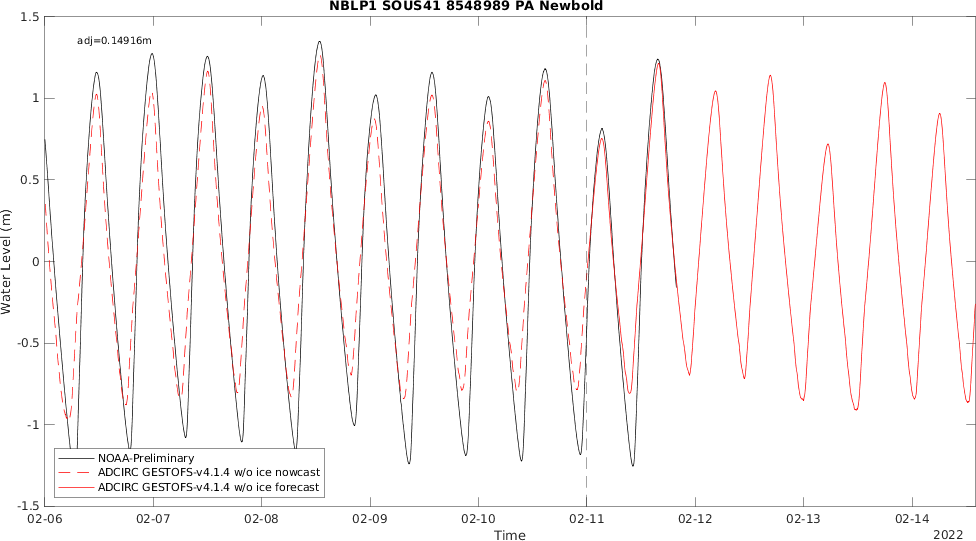 NBLP1 SOUS41 8548989 PA Newbold
adj=0.14916m
Water Level (m)
1.5
1
0.5
0
-0.5
-1
-1.5
NOAA-Preliminary
ADCIRC GESTOFS-v4.1.4 w/o ice nowcast
ADCIRC GESTOFS-v4.1.4 w/o ice forecast
02-06 02-07 02-08 02-09 02-10 02-11 02-12 02-13 02-14
Time
2022